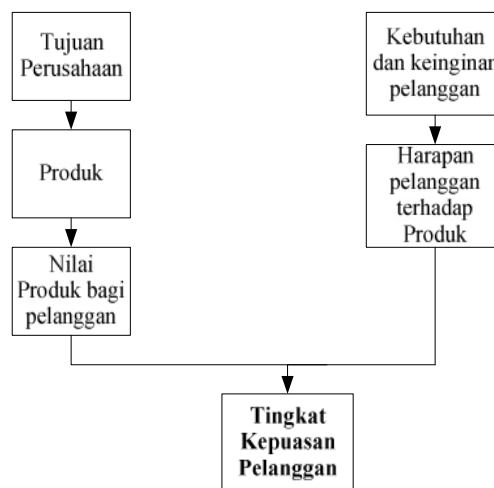 Tujuan
Perusahaan
Produk
Nilai
Produk bagi
pelanggan
Kebutuhan
dan keinginan
pelanggan
Harapan
pelanggan
terhadap
Produk
Tingkat
Kepuasan
Pelanggan